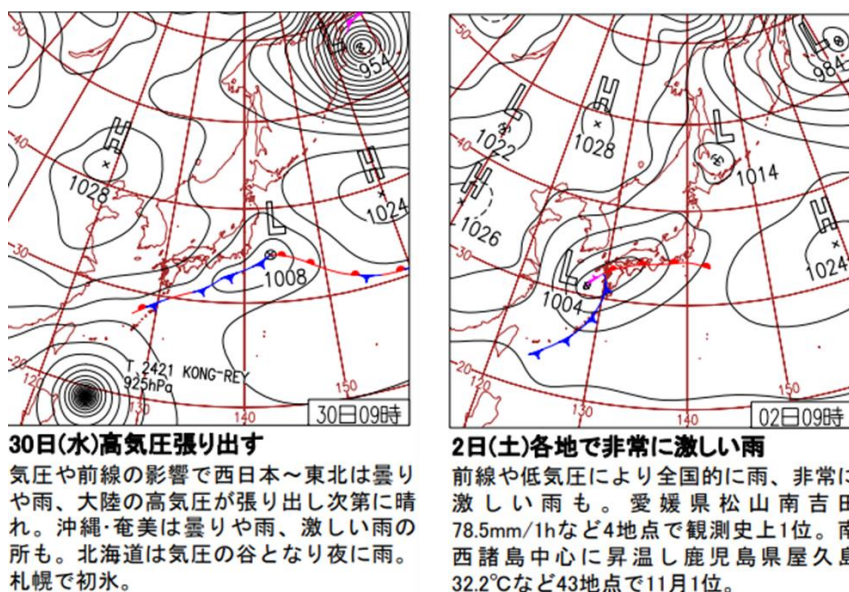 50
40
30
20
120
130
140
150
L
954
H
1028
H
1024
L
1008
T 2421 KONG-REY
925hPa
30日09時
30日(水)高気圧張り出す
気圧や前線の影響で西日本～東北は曇り
や雨、大陸の高気圧が張り出し次第に晴
れ。沖縄・奄美は曇りや雨、激しい雨の
所も。北海道は気圧の谷となり夜に雨。
札幌で初氷。
50
40
30
20
120
130
140
150
L
984
L
1022
H
1028
L
1014
H
1026
H
1024
L
1004
02日09時
2日(土)各地で非常に激しい雨
前線や低気圧により全国的に雨、非常に
激しい雨も。愛媛県松山南吉田
78.5mm/1hなど4地点で観測史上1位。南
西諸島中心に昇温し鹿児島県屋久島
32.2℃など43地点で11月1位。